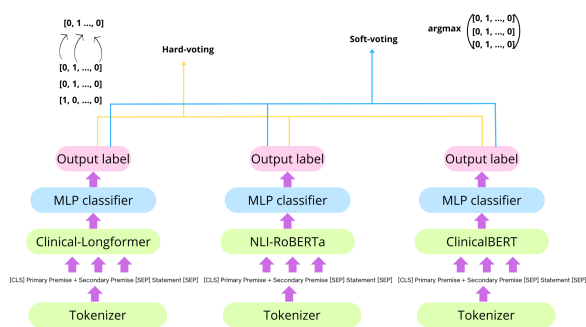 [0, 1 ..., 0]
[0, 1, ..., 0]
[0, 1, ..., 0]
[1, 0, ..., 0]
Hard-voting
Soft-voting
argmax
[0, 1, ..., 0]
[0, 1, ..., 0]
[0, 1, ..., 0]
Output label
Output label
Output label
MLP classifier
MLP classifier
MLP classifier
Clinical-Longformer
NLI-RoBERTa
ClinicalBERT
[CLS] Primary Premise + Secondary Premise [SEP] Statement [SEP]
[CLS] Primary Premise + Secondary Premise [SEP] Statement [SEP]
[CLS] Primary Premise + Secondary Premise [SEP] Statement [SEP]
Tokenizer
Tokenizer
Tokenizer